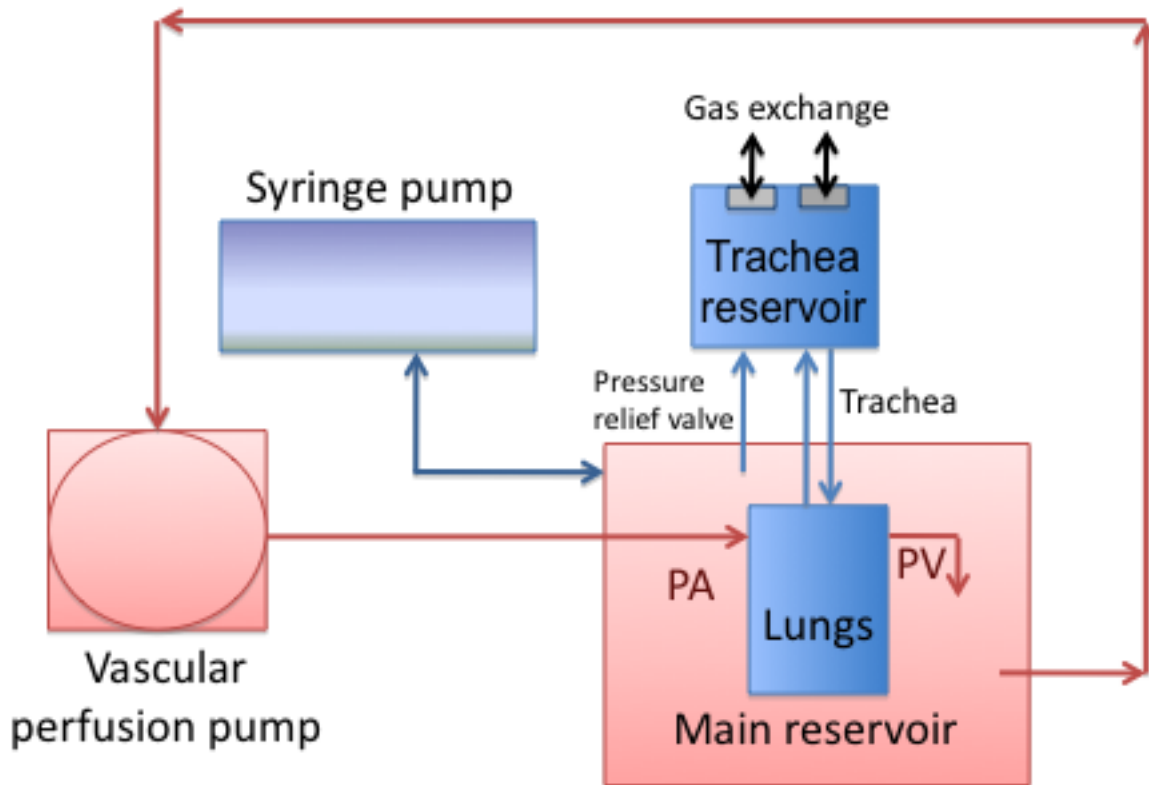 Gas exchange
Syringe pump
Trachea
reservoir
Pressure
relief valve
Trachea
PA
PV
Lungs
Vascular
perfusion pump
Main reservoir